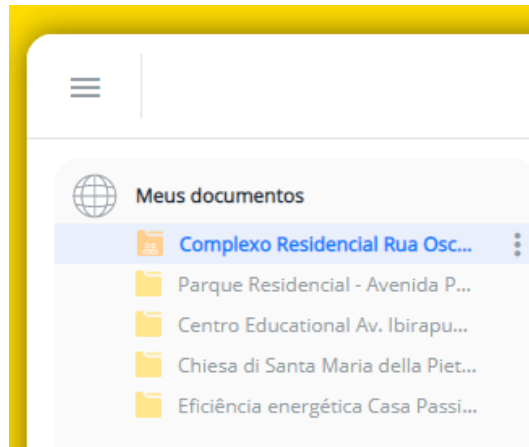 Meus documentos
Complexo Residencial Rua Osc...
Parque Residencial - Avenida P...
Centro Educational Av. Ibirapu...
Chiesa di Santa Maria della Piet...
Eficiência energética Casa Passi...